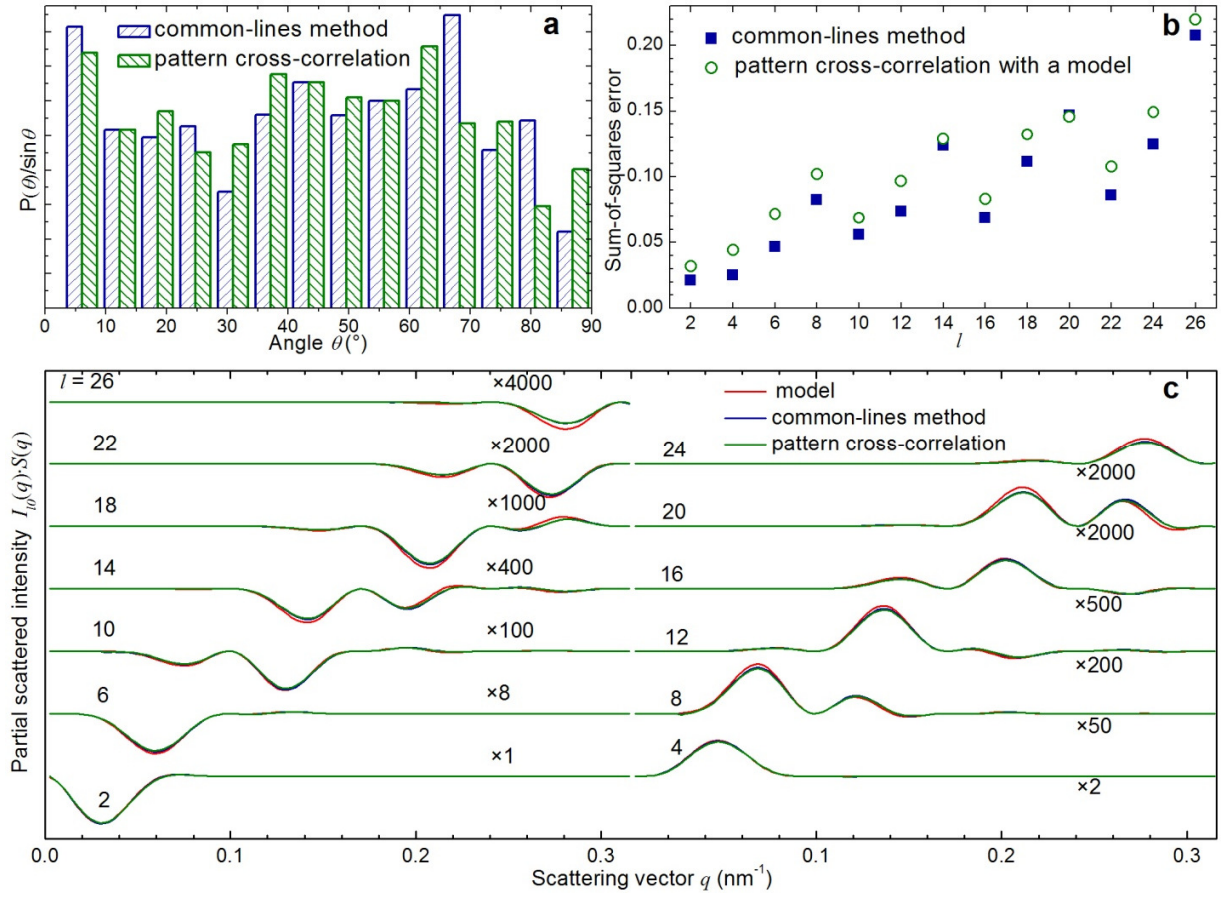 a
common-lines method
pattern cross-correlation
P(θ)/sinθ
0 10 20 30 40 50 60 70 80 90
Angle θ(°)
b
common-lines method
pattern cross-correlation with a model
Sum-of-squares error
0.20
0.15
0.10
0.05
0.00
2 4 6 8 10 12 14 16 18 20 22 24 26
l
c
model
common-lines method
pattern cross-correlation
Partial scattered intensity I_{l0}(q)·S(q)
l = 26 ×4000
22 ×2000
24 ×2000
18 ×1000
20 ×2000
14 ×400
16 ×500
10 ×100
12 ×200
6 ×8
8 ×50
2 ×1
4 ×2
0.0 0.1 0.2 0.3 0.1 0.2 0.3
Scattering vector q (nm⁻¹)